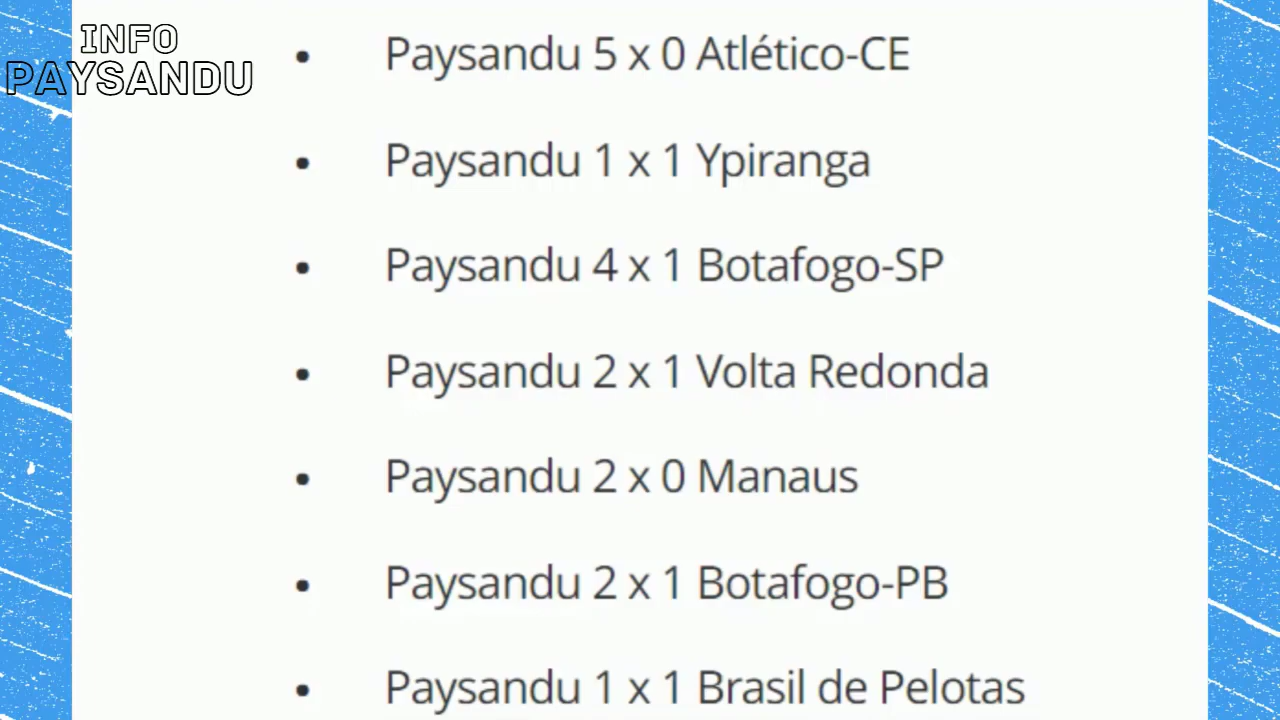 INFO
PAYSANDU
• Paysandu 5 x 0 Atlético-CE
• Paysandu 1 x 1 Ypiranga
• Paysandu 4 x 1 Botafogo-SP
• Paysandu 2 x 1 Volta Redonda
• Paysandu 2 x 0 Manaus
• Paysandu 2 x 1 Botafogo-PB
• Paysandu 1 x 1 Brasil de Pelotas